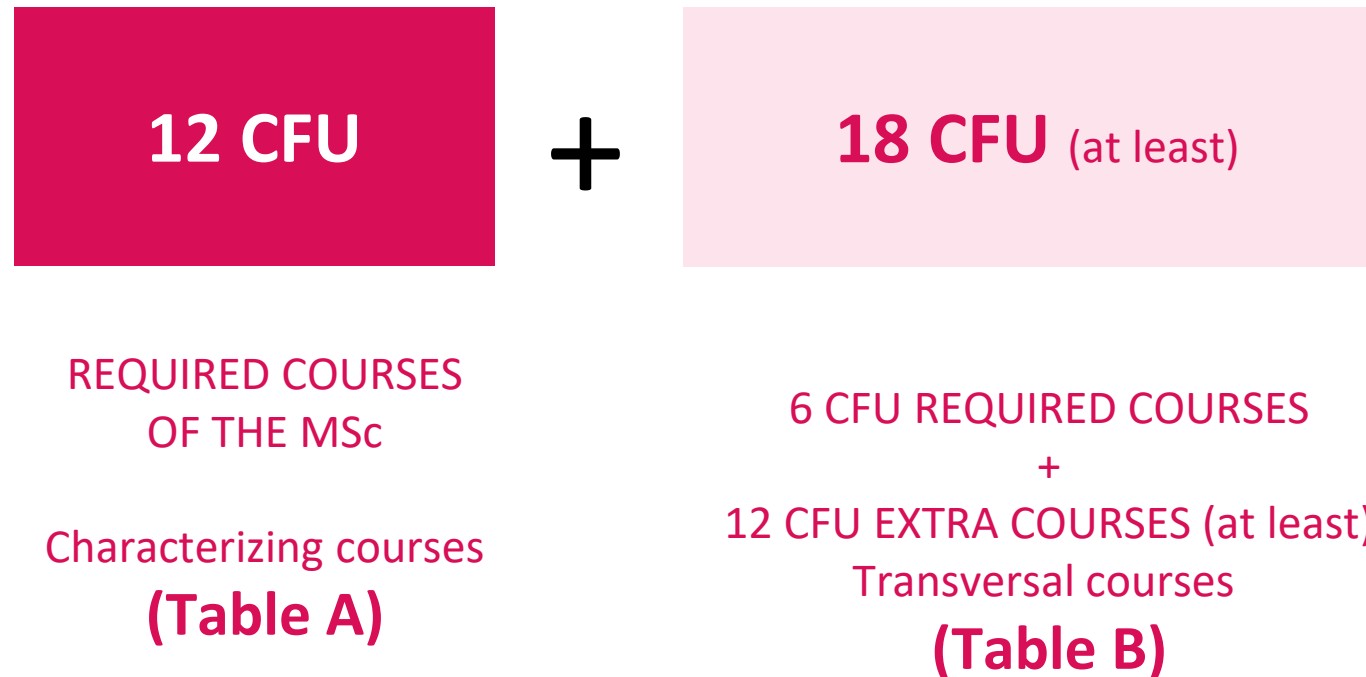 12 CFU
+
18 CFU (at least)
REQUIRED COURSES
OF THE MSc
Characterizing courses
(Table A)
6 CFU REQUIRED COURSES
+
12 CFU EXTRA COURSES (at least)
Transversal courses
(Table B)